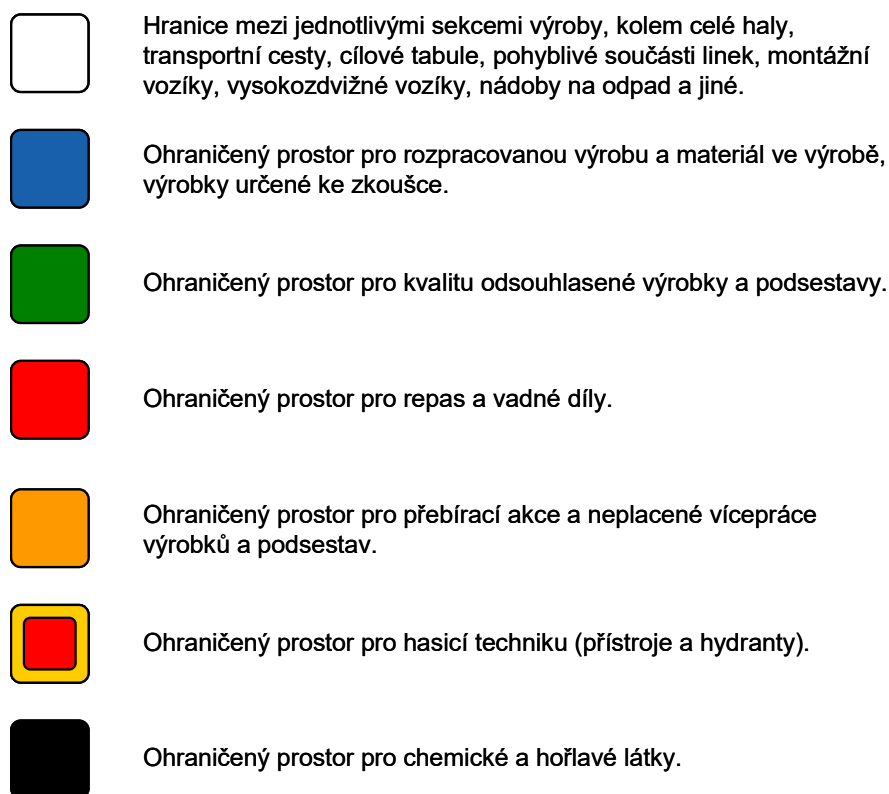 Hranice mezi jednotlivými sekcemi výroby, kolem celé haly,
transportní cesty, cílové tabule, pohyblivé součásti linek, montážní
vozíky, vysokozdvižné vozíky, nádoby na odpad a jiné.
Ohraničený prostor pro rozpracovanou výrobu a materiál ve výrobě,
výrobky určené ke zkoušce.
Ohraničený prostor pro kvalitu odsouhlasené výrobky a podsestavy.
Ohraničený prostor pro repas a vadné díly.
Ohraničený prostor pro přebírací akce a neplacené vícepráce
výrobků a podsestav.
Ohraničený prostor pro hasicí techniku (přístroje a hydranty).
Ohraničený prostor pro chemické a hořlavé látky.